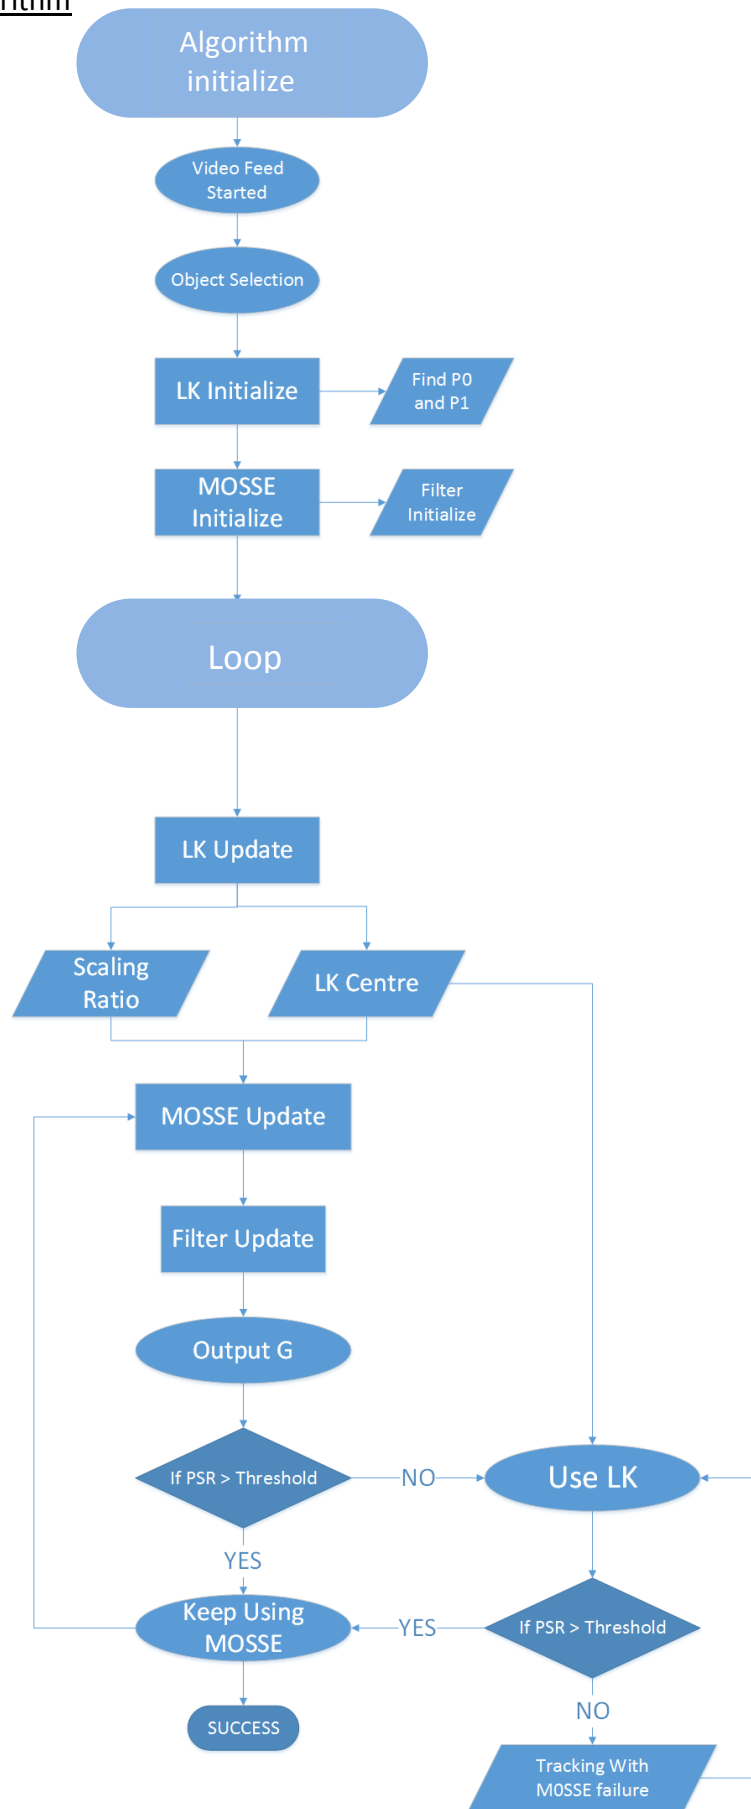 rithm
Algorithm
initialize
Video Feed
Started
Object Selection
LK Initialize
Find P0
and P1
MOSSE
Initialize
Filter
Initialize
Loop
LK Update
Scaling
Ratio
LK Centre
MOSSE Update
Filter Update
Output G
If PSR > Threshold
NO
Use LK
YES
Keep Using
MOSSE
YES
If PSR > Threshold
NO
SUCCESS
Tracking With
M0SSE failure